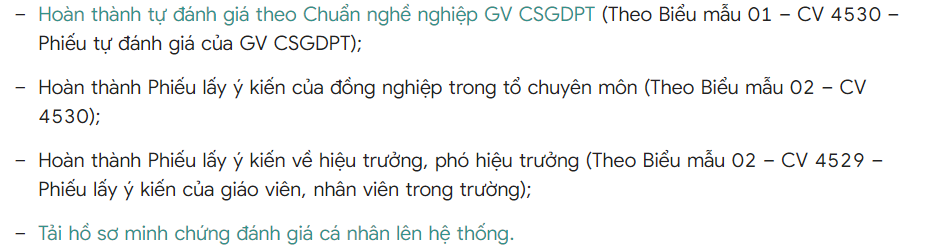 – Hoàn thành tự đánh giá theo Chuẩn nghề nghiệp GV CSGDPT (Theo Biểu mẫu 01 – CV 4530 –
Phiếu tự đánh giá của GV CSGDPT);
– Hoàn thành Phiếu lấy ý kiến của đồng nghiệp trong tổ chuyên môn (Theo Biểu mẫu 02 – CV
4530);
– Hoàn thành Phiếu lấy ý kiến về hiệu trưởng, phó hiệu trưởng (Theo Biểu mẫu 02 – CV 4529 –
Phiếu lấy ý kiến của giáo viên, nhân viên trong trường);
– Tải hồ sơ minh chứng đánh giá cá nhân lên hệ thống.